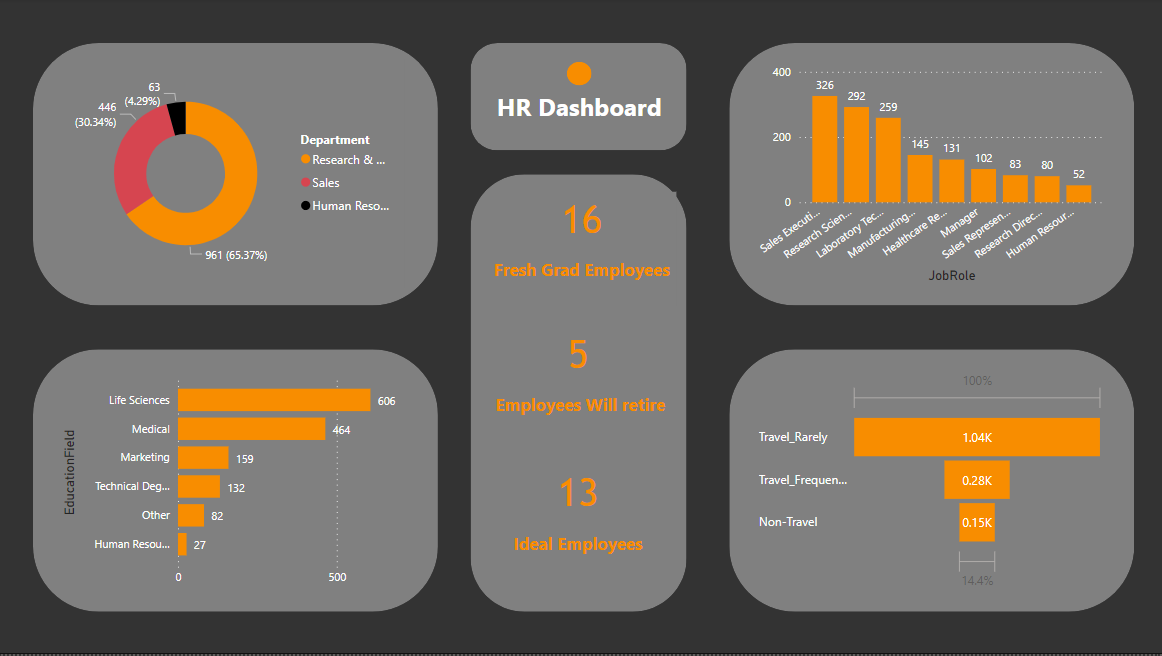 63
(4.29%)
446
(30.34%)
961 (65.37%)
Department
Research & ...
Sales
Human Reso...
HR Dashboard
16
Fresh Grad Employees
5
Employees Will retire
13
Ideal Employees
400
200
0
326
292
259
145
131
102
83
80
52
Sales Executi...
Research Scien...
Laboratory Tec...
Manufacturing...
Healthcare Re...
Manager
Sales Represen...
Research Direc...
Human Resour...
JobRole
EducationField
Life Sciences
606
Medical
464
Marketing
159
Technical Deg...
132
Other
82
Human Resou...
27
0
500
100%
Travel_Rarely
1.04K
Travel_Frequen...
0.28K
Non-Travel
0.15K
14.4%